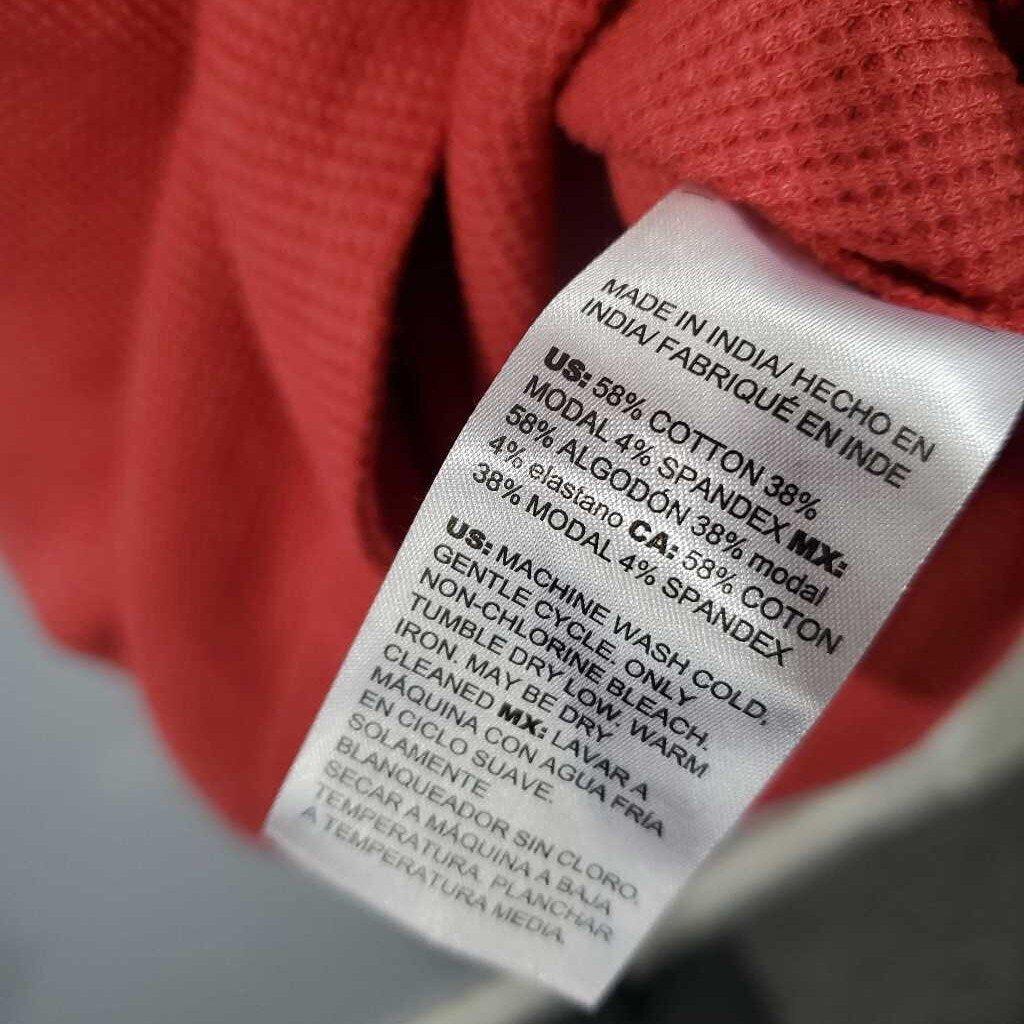 MADE IN INDIA/ HECHO EN
INDIA/ FABRIQUÉ EN INDE
US: 58% COTTON 38%
MODAL 4% SPANDEX MX:
58% ALGODÓN 38% modal
4% elastano CA: 58% COTON
38% MODAL 4% SPANDEX
US: MACHINE WASH COLD,
GENTLE CYCLE. ONLY
NON-CHLORINE BLEACH.
TUMBLE DRY LOW. WARM
IRON. MAY BE DRY
CLEANED MX: LAVAR A
MÁQUINA CON AGUA FRÍA
EN CICLO SUAVE.
SOLAMENTE
BLANQUEADOR SIN CLORO.
SECAR A MÁQUINA A BAJA
TEMPERATURA. PLANCHAR
A TEMPERATURA MEDIA.